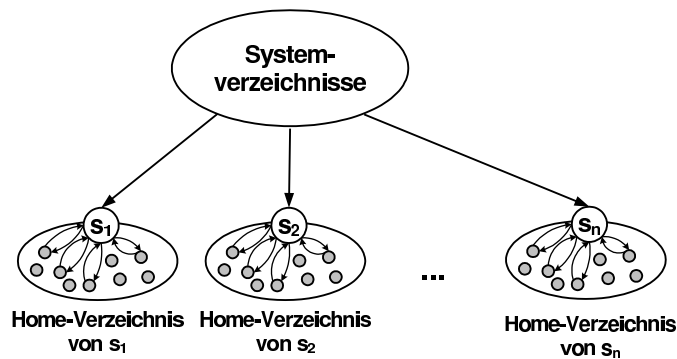 System-
verzeichnisse
s₁
s₂
sₙ
...
Home-Verzeichnis
von s₁
Home-Verzeichnis
von s₂
Home-Verzeichnis
von sₙ